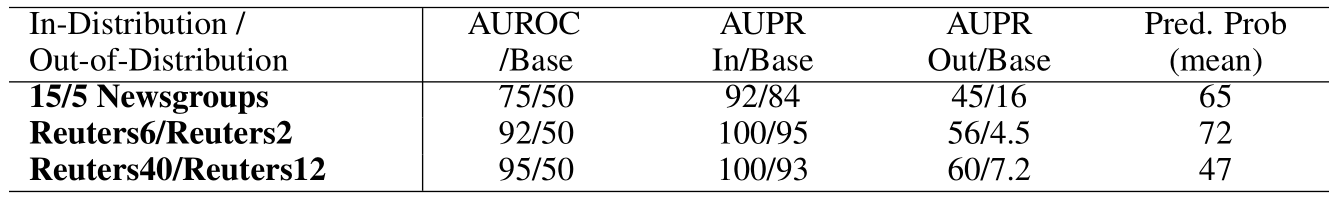 In-Distribution / AUROC AUPR AUPR Pred. Prob
Out-of-Distribution /Base In/Base Out/Base (mean)
15/5 Newsgroups 75/50 92/84 45/16 65
Reuters6/Reuters2 92/50 100/95 56/4.5 72
Reuters40/Reuters12 95/50 100/93 60/7.2 47